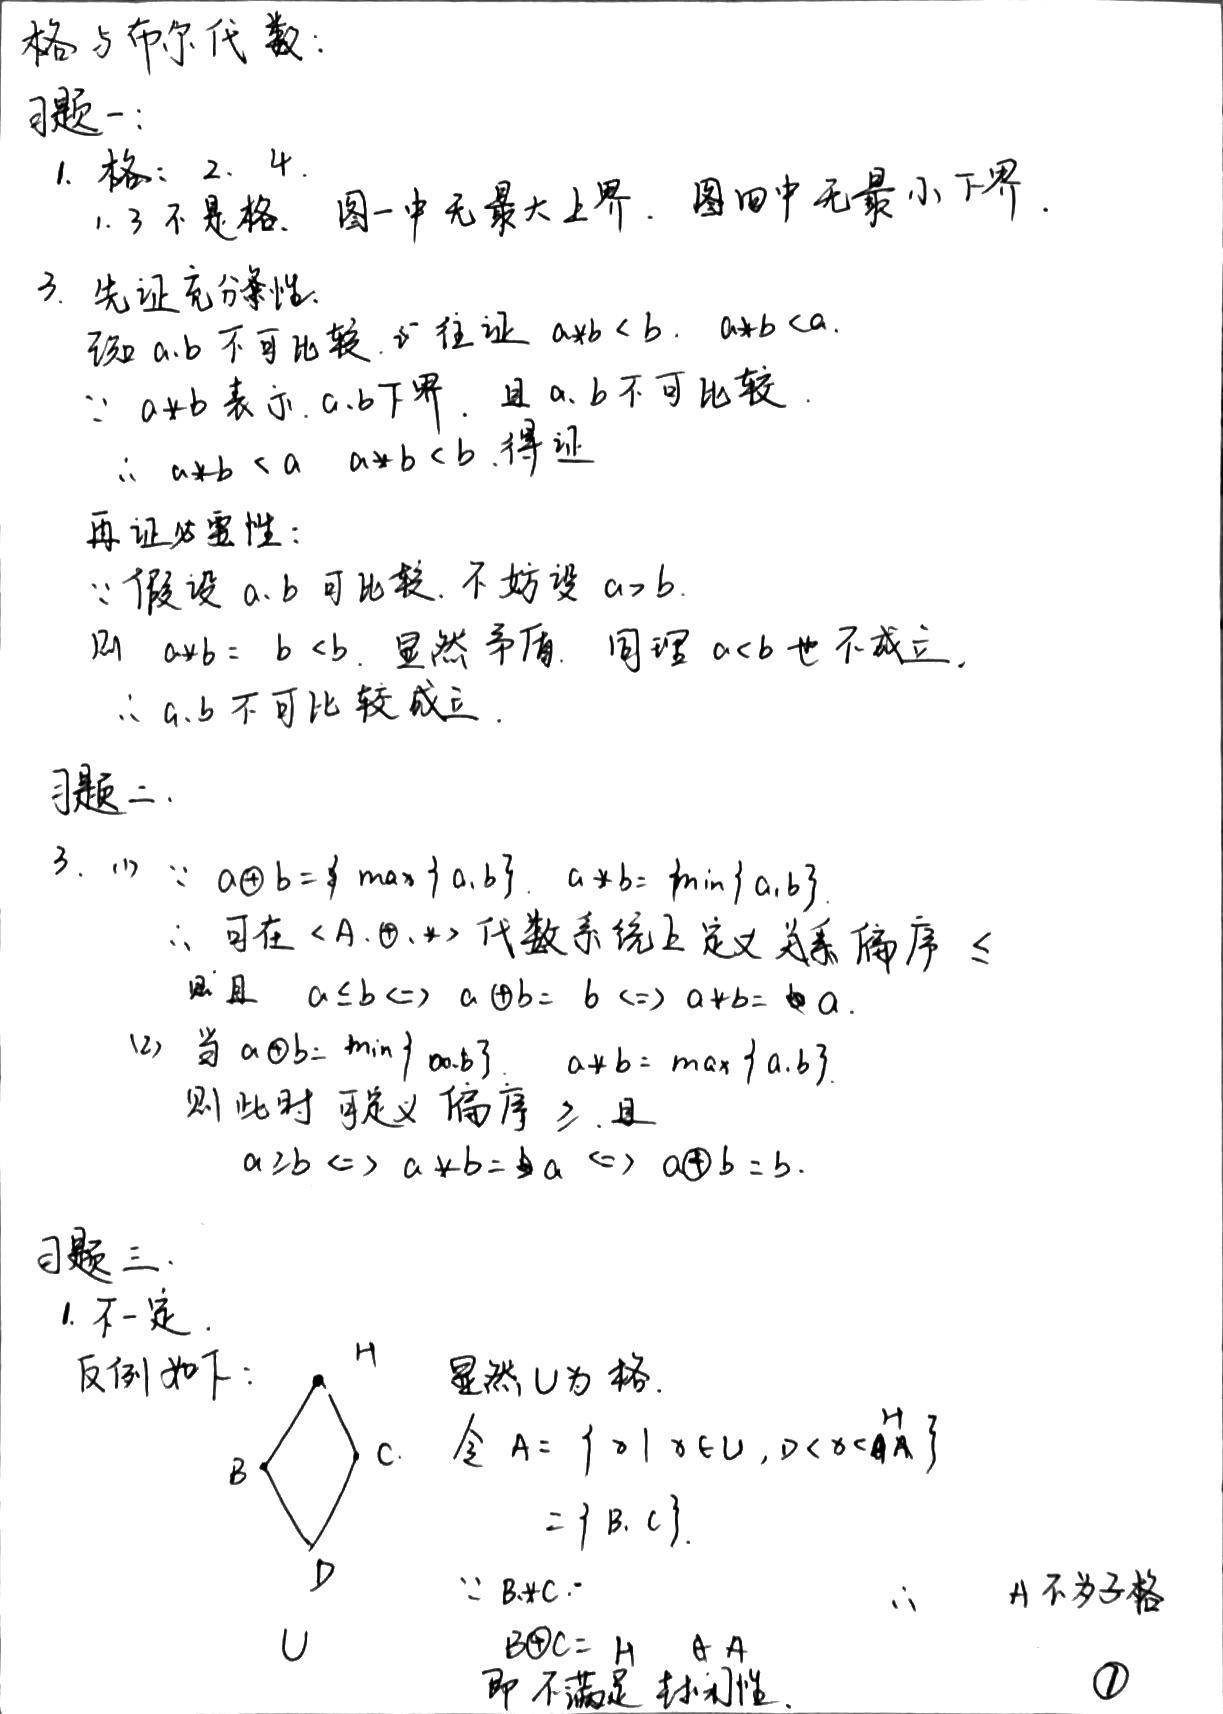 格与布尔代数:
习题一:
1. 格: 2. 4.
1. 3 不是格. 图一中无最大上界. 图四中无最小下界.
3. 先证充分条性.
已知 a.b 不可比较. 往证 a*b<b. a*b<a.
∵ a*b 表示 a.b下界. 且 a.b 不可比较.
∴ a*b<a a*b<b.得证
再证必要性:
∵假设 a.b 可比较. 不妨设 a>b.
则 a*b= b<b. 显然矛盾. 同理 a<b 也不成立.
∴ a.b 不可比较成立.
习题二.
3. (1) ∵ a⊕b= max{a,b}. a*b= min{a,b}.
∴ 可在 <A.⊕.*> 代数系统上定义关系偏序 ≤
且 a≤b<=> a⊕b= b <=> a*b= a.
(2) 当 a⊕b= min{a.b}. a*b= max{a.b}.
则此时可定义偏序 ≥. 且
a≥b <=> a*b= a <=> a⊕b=b.
习题三.
1. 不一定.
反例如下: H 显然 U为格.
B C. 令 A= {x|x∈U, D<x<H}
={B. C}.
D
∵ B*C. ∴ A 不为子格
U B⊕C= H ∉ A
即不满足封闭性.
①